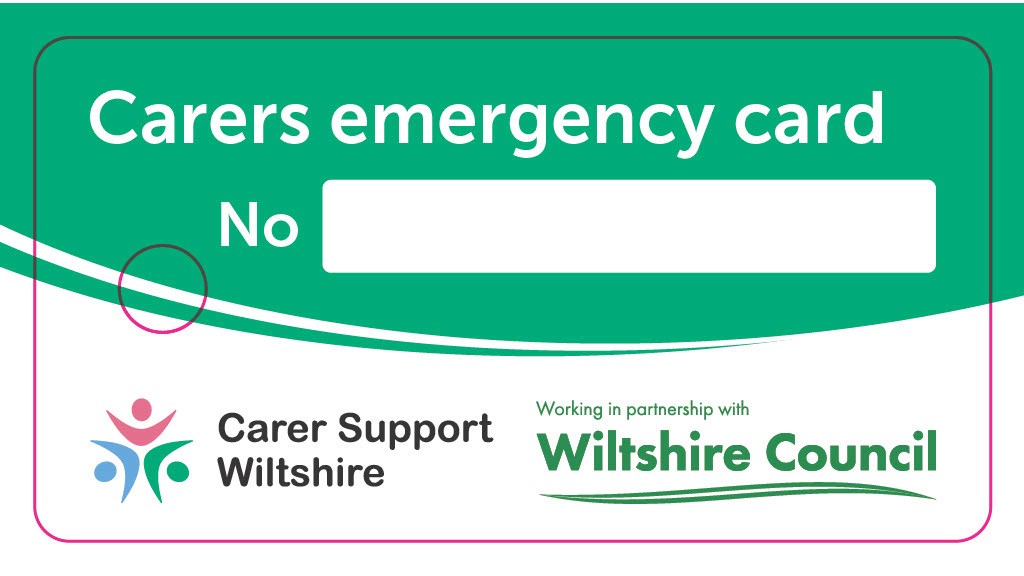 Carers emergency card
No
Carer Support
Wiltshire
Working in partnership with
Wiltshire Council